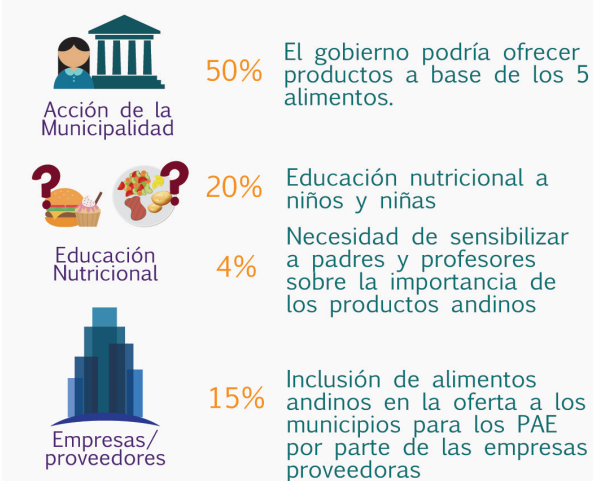 Acción de la
Municipalidad
50%
El gobierno podría ofrecer
productos a base de los 5
alimentos.
?
?
Educación
Nutricional
20%
Educación nutricional a
niños y niñas
4%
Necesidad de sensibilizar
a padres y profesores
sobre la importancia de
los productos andinos
Empresas/
proveedores
15%
Inclusión de alimentos
andinos en la oferta a los
municipios para los PAE
por parte de las empresas
proveedoras